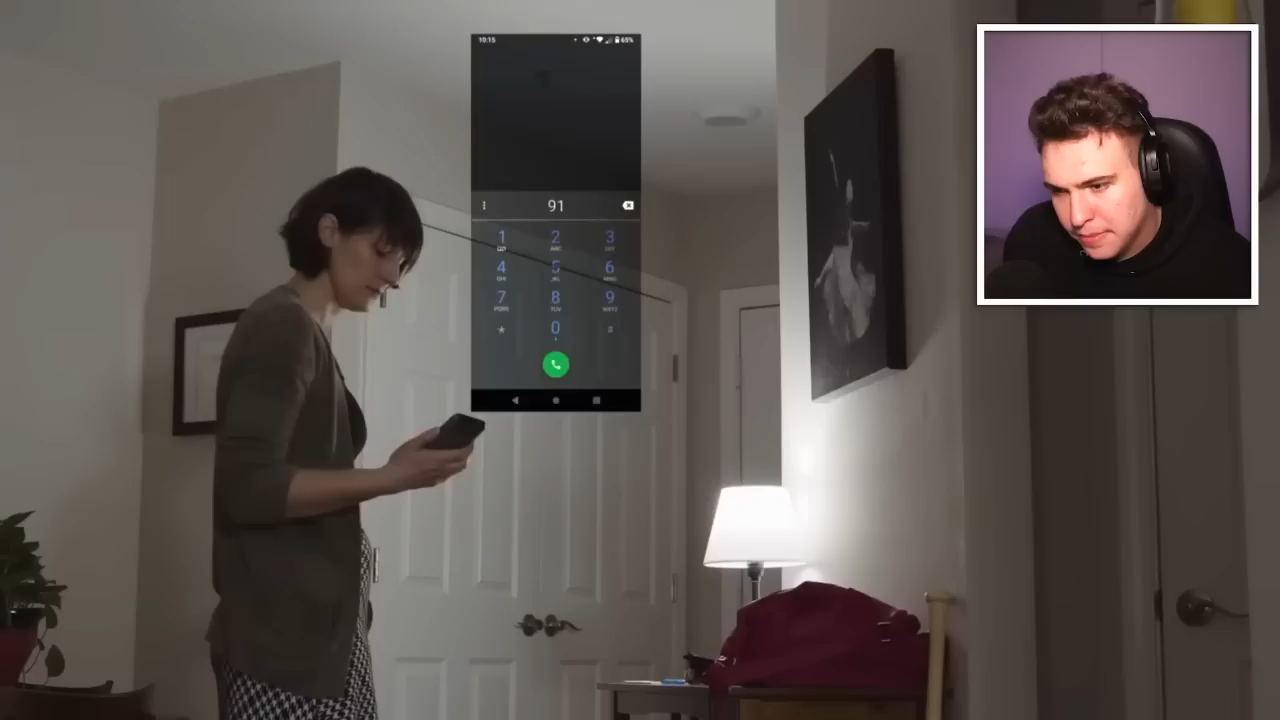 10:15 65%
91
1 2 3
ABC DEF
4 5 6
GHI JKL MNO
7 8 9
PQRS TUV WXYZ
* 0 #
+